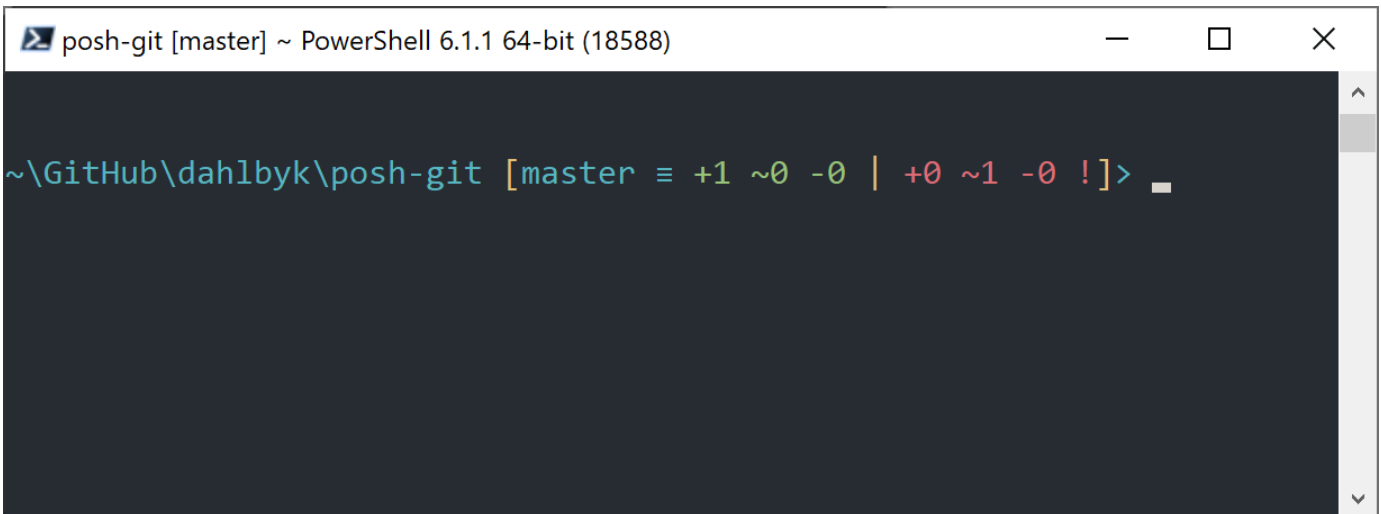 posh-git [master] ~ PowerShell 6.1.1 64-bit (18588)
~\GitHub\dahlbyk\posh-git [master ≡ +1 ~0 -0 | +0 ~1 -0 !]>